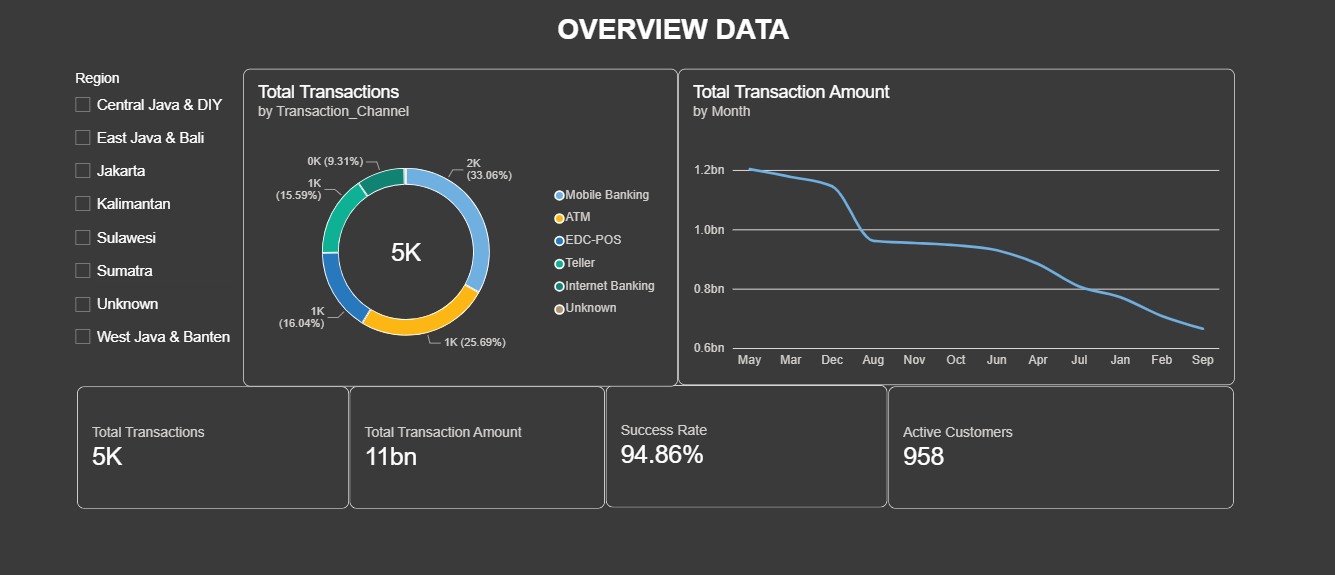 OVERVIEW DATA
Region
Central Java & DIY
East Java & Bali
Jakarta
Kalimantan
Sulawesi
Sumatra
Unknown
West Java & Banten
Total Transactions
by Transaction_Channel
0K (9.31%)
2K
(33.06%)
1K
(15.59%)
5K
1K
(16.04%)
1K (25.69%)
Mobile Banking
ATM
EDC-POS
Teller
Internet Banking
Unknown
Total Transaction Amount
by Month
1.2bn
1.0bn
0.8bn
0.6bn
May Mar Dec Aug Nov Oct Jun Apr Jul Jan Feb Sep
Total Transactions
5K
Total Transaction Amount
11bn
Success Rate
94.86%
Active Customers
958